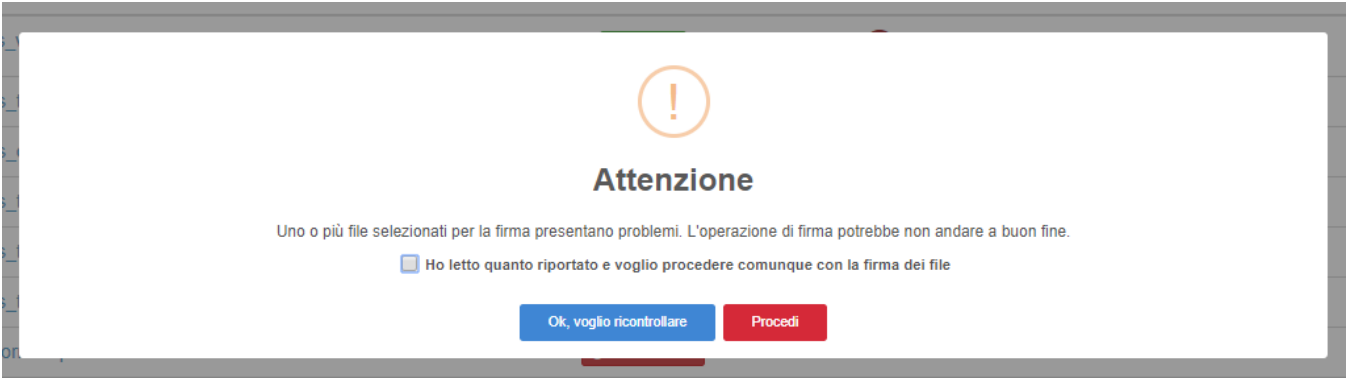 Attenzione
Uno o più file selezionati per la firma presentano problemi. L'operazione di firma potrebbe non andare a buon fine.
Ho letto quanto riportato e voglio procedere comunque con la firma dei file
Ok, voglio ricontrollare
Procedi